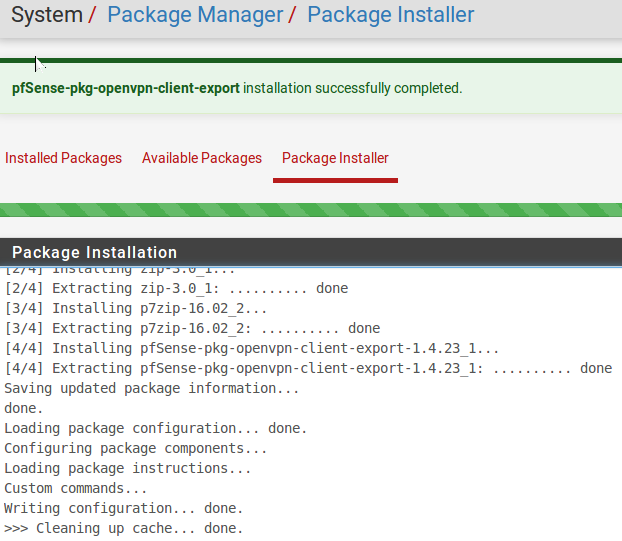 System / Package Manager / Package Installer
pfSense-pkg-openvpn-client-export installation successfully completed.
Installed Packages Available Packages Package Installer
Package Installation
[2/4] Installing zip-3.0_1...
[2/4] Extracting zip-3.0_1: .......... done
[3/4] Installing p7zip-16.02_2...
[3/4] Extracting p7zip-16.02_2: .......... done
[4/4] Installing pfSense-pkg-openvpn-client-export-1.4.23_1...
[4/4] Extracting pfSense-pkg-openvpn-client-export-1.4.23_1: .......... done
Saving updated package information...
done.
Loading package configuration... done.
Configuring package components...
Loading package instructions...
Custom commands...
Writing configuration... done.
>>> Cleaning up cache... done.